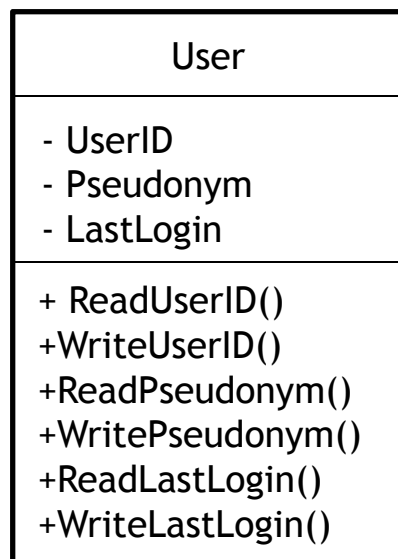 User
- UserID
- Pseudonym
- LastLogin
+ ReadUserID()
+WriteUserID()
+ReadPseudonym()
+WritePseudonym()
+ReadLastLogin()
+WriteLastLogin()